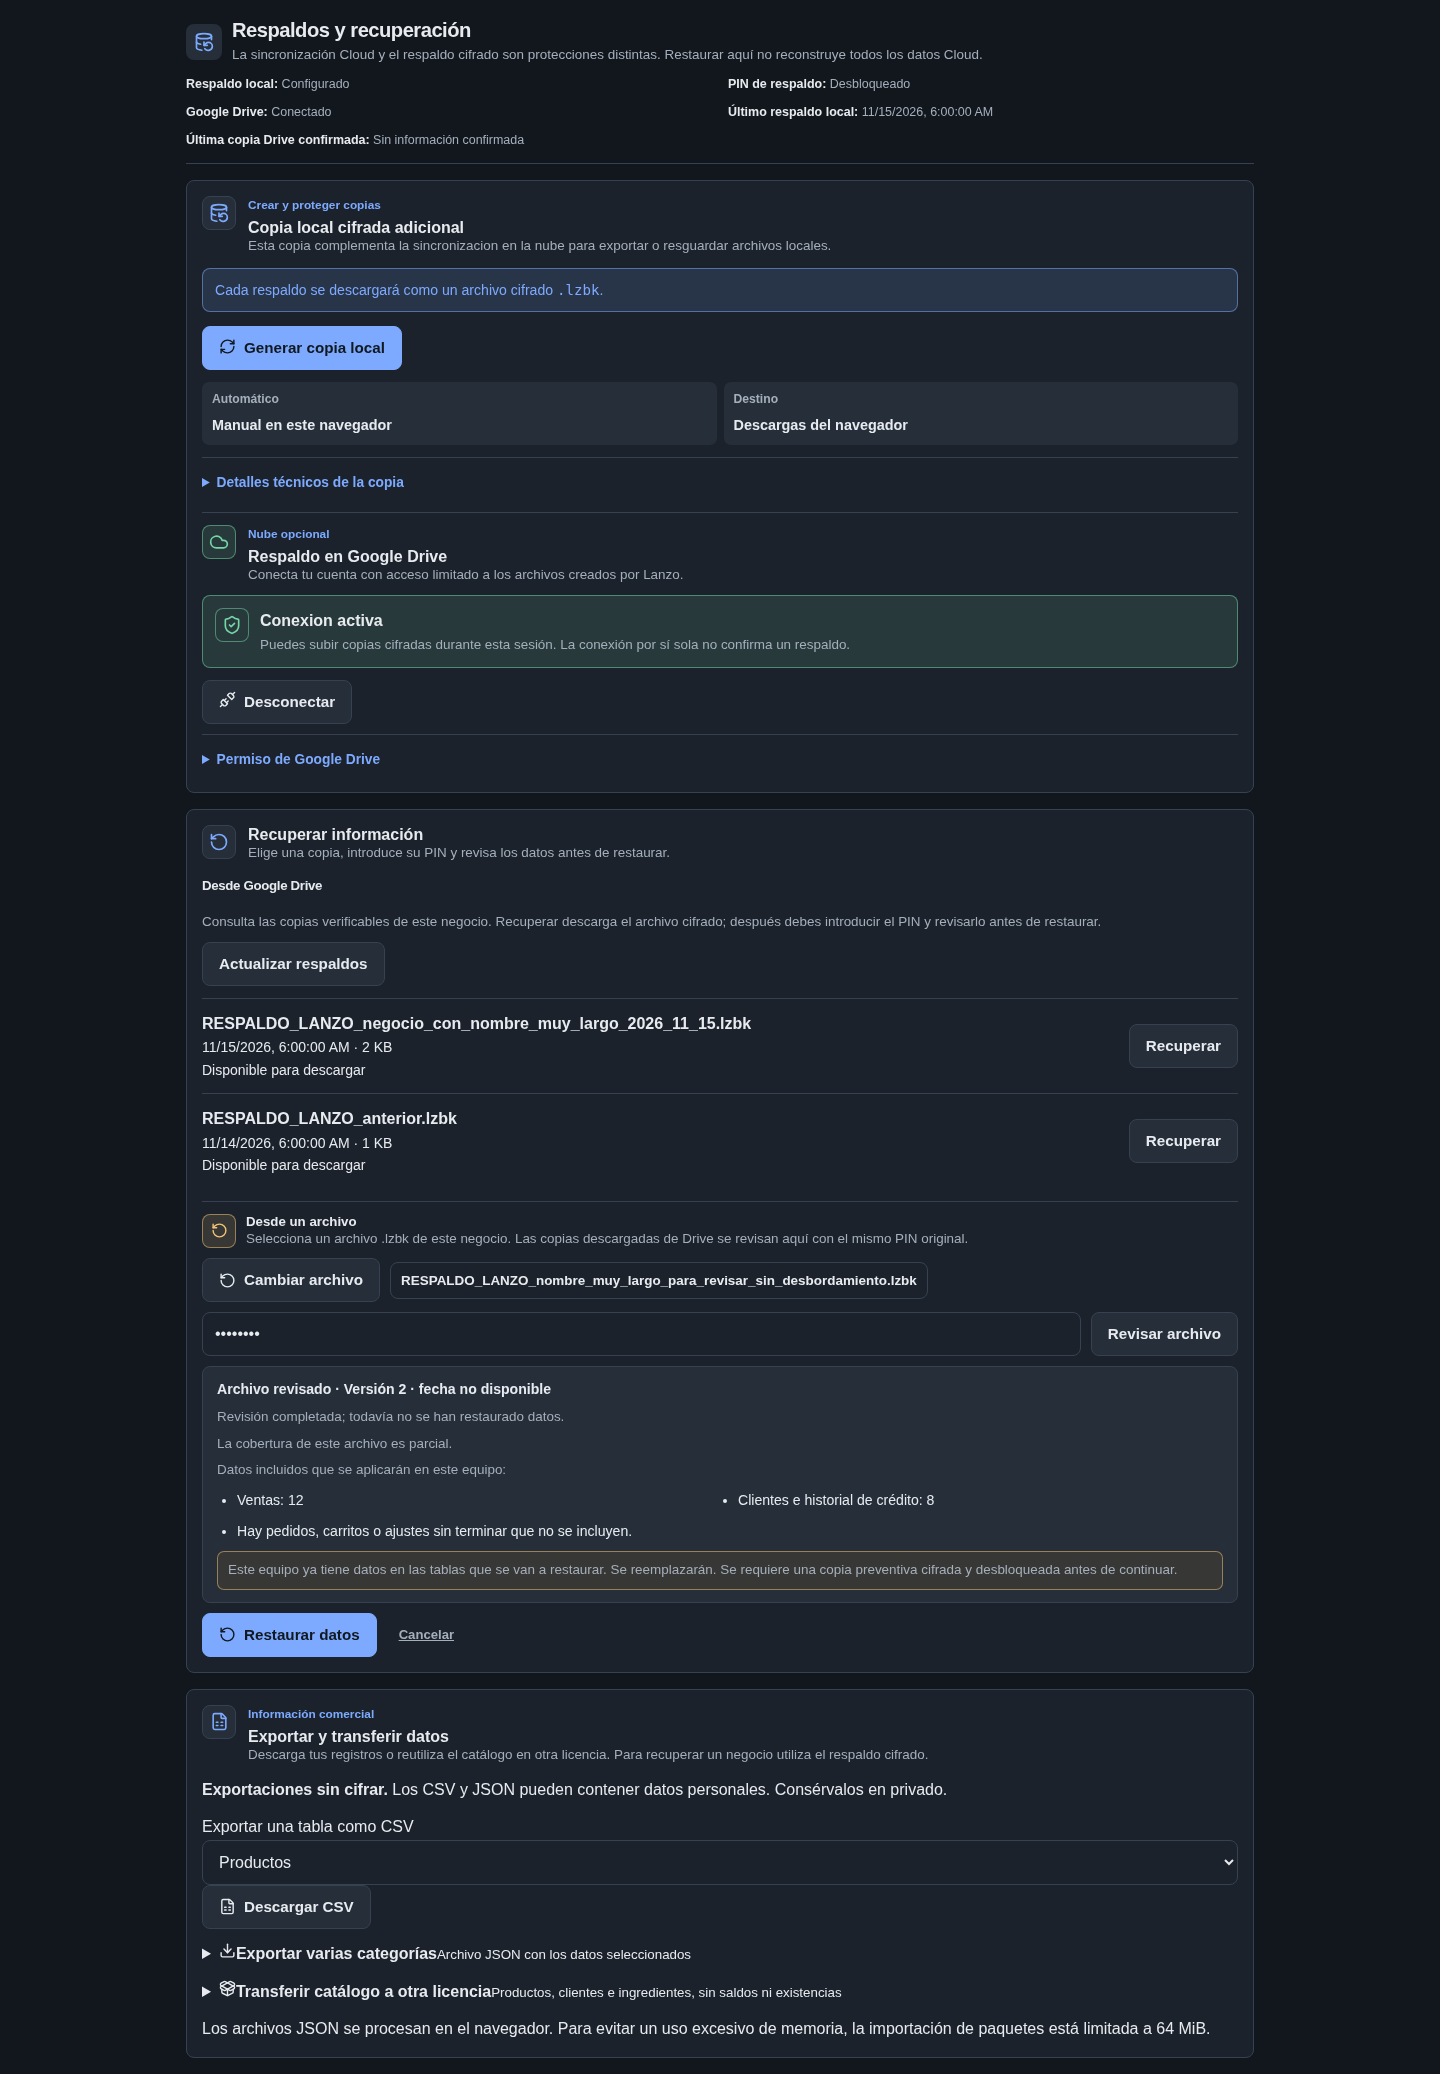 Respaldos y recuperación
La sincronización Cloud y el respaldo cifrado son protecciones distintas. Restaurar aquí no reconstruye todos los datos Cloud.
Respaldo local: Configurado
PIN de respaldo: Desbloqueado
Google Drive: Conectado
Último respaldo local: 11/15/2026, 6:00:00 AM
Última copia Drive confirmada: Sin información confirmada
Crear y proteger copias
Copia local cifrada adicional
Esta copia complementa la sincronizacion en la nube para exportar o resguardar archivos locales.
Cada respaldo se descargará como un archivo cifrado .lzbk.
Generar copia local
Automático
Manual en este navegador
Destino
Descargas del navegador
Detalles técnicos de la copia
Nube opcional
Respaldo en Google Drive
Conecta tu cuenta con acceso limitado a los archivos creados por Lanzo.
Conexion activa
Puedes subir copias cifradas durante esta sesión. La conexión por sí sola no confirma un respaldo.
Desconectar
Permiso de Google Drive
Recuperar información
Elige una copia, introduce su PIN y revisa los datos antes de restaurar.
Desde Google Drive
Consulta las copias verificables de este negocio. Recuperar descarga el archivo cifrado; después debes introducir el PIN y revisarlo antes de restaurar.
Actualizar respaldos
RESPALDO_LANZO_negocio_con_nombre_muy_largo_2026_11_15.lzbk
11/15/2026, 6:00:00 AM · 2 KB
Disponible para descargar
Recuperar
RESPALDO_LANZO_anterior.lzbk
11/14/2026, 6:00:00 AM · 1 KB
Disponible para descargar
Recuperar
Desde un archivo
Selecciona un archivo .lzbk de este negocio. Las copias descargadas de Drive se revisan aquí con el mismo PIN original.
Cambiar archivo
RESPALDO_LANZO_nombre_muy_largo_para_revisar_sin_desbordamiento.lzbk
••••••••
Revisar archivo
Archivo revisado · Versión 2 · fecha no disponible
Revisión completada; todavía no se han restaurado datos.
La cobertura de este archivo es parcial.
Datos incluidos que se aplicarán en este equipo:
• Ventas: 12
• Clientes e historial de crédito: 8
• Hay pedidos, carritos o ajustes sin terminar que no se incluyen.
Este equipo ya tiene datos en las tablas que se van a restaurar. Se reemplazarán. Se requiere una copia preventiva cifrada y desbloqueada antes de continuar.
Restaurar datos
Cancelar
Información comercial
Exportar y transferir datos
Descarga tus registros o reutiliza el catálogo en otra licencia. Para recuperar un negocio utiliza el respaldo cifrado.
Exportaciones sin cifrar. Los CSV y JSON pueden contener datos personales. Consérvalos en privado.
Exportar una tabla como CSV
Productos
Descargar CSV
Exportar varias categoríasArchivo JSON con los datos seleccionados
Transferir catálogo a otra licenciaProductos, clientes e ingredientes, sin saldos ni existencias
Los archivos JSON se procesan en el navegador. Para evitar un uso excesivo de memoria, la importación de paquetes está limitada a 64 MiB.